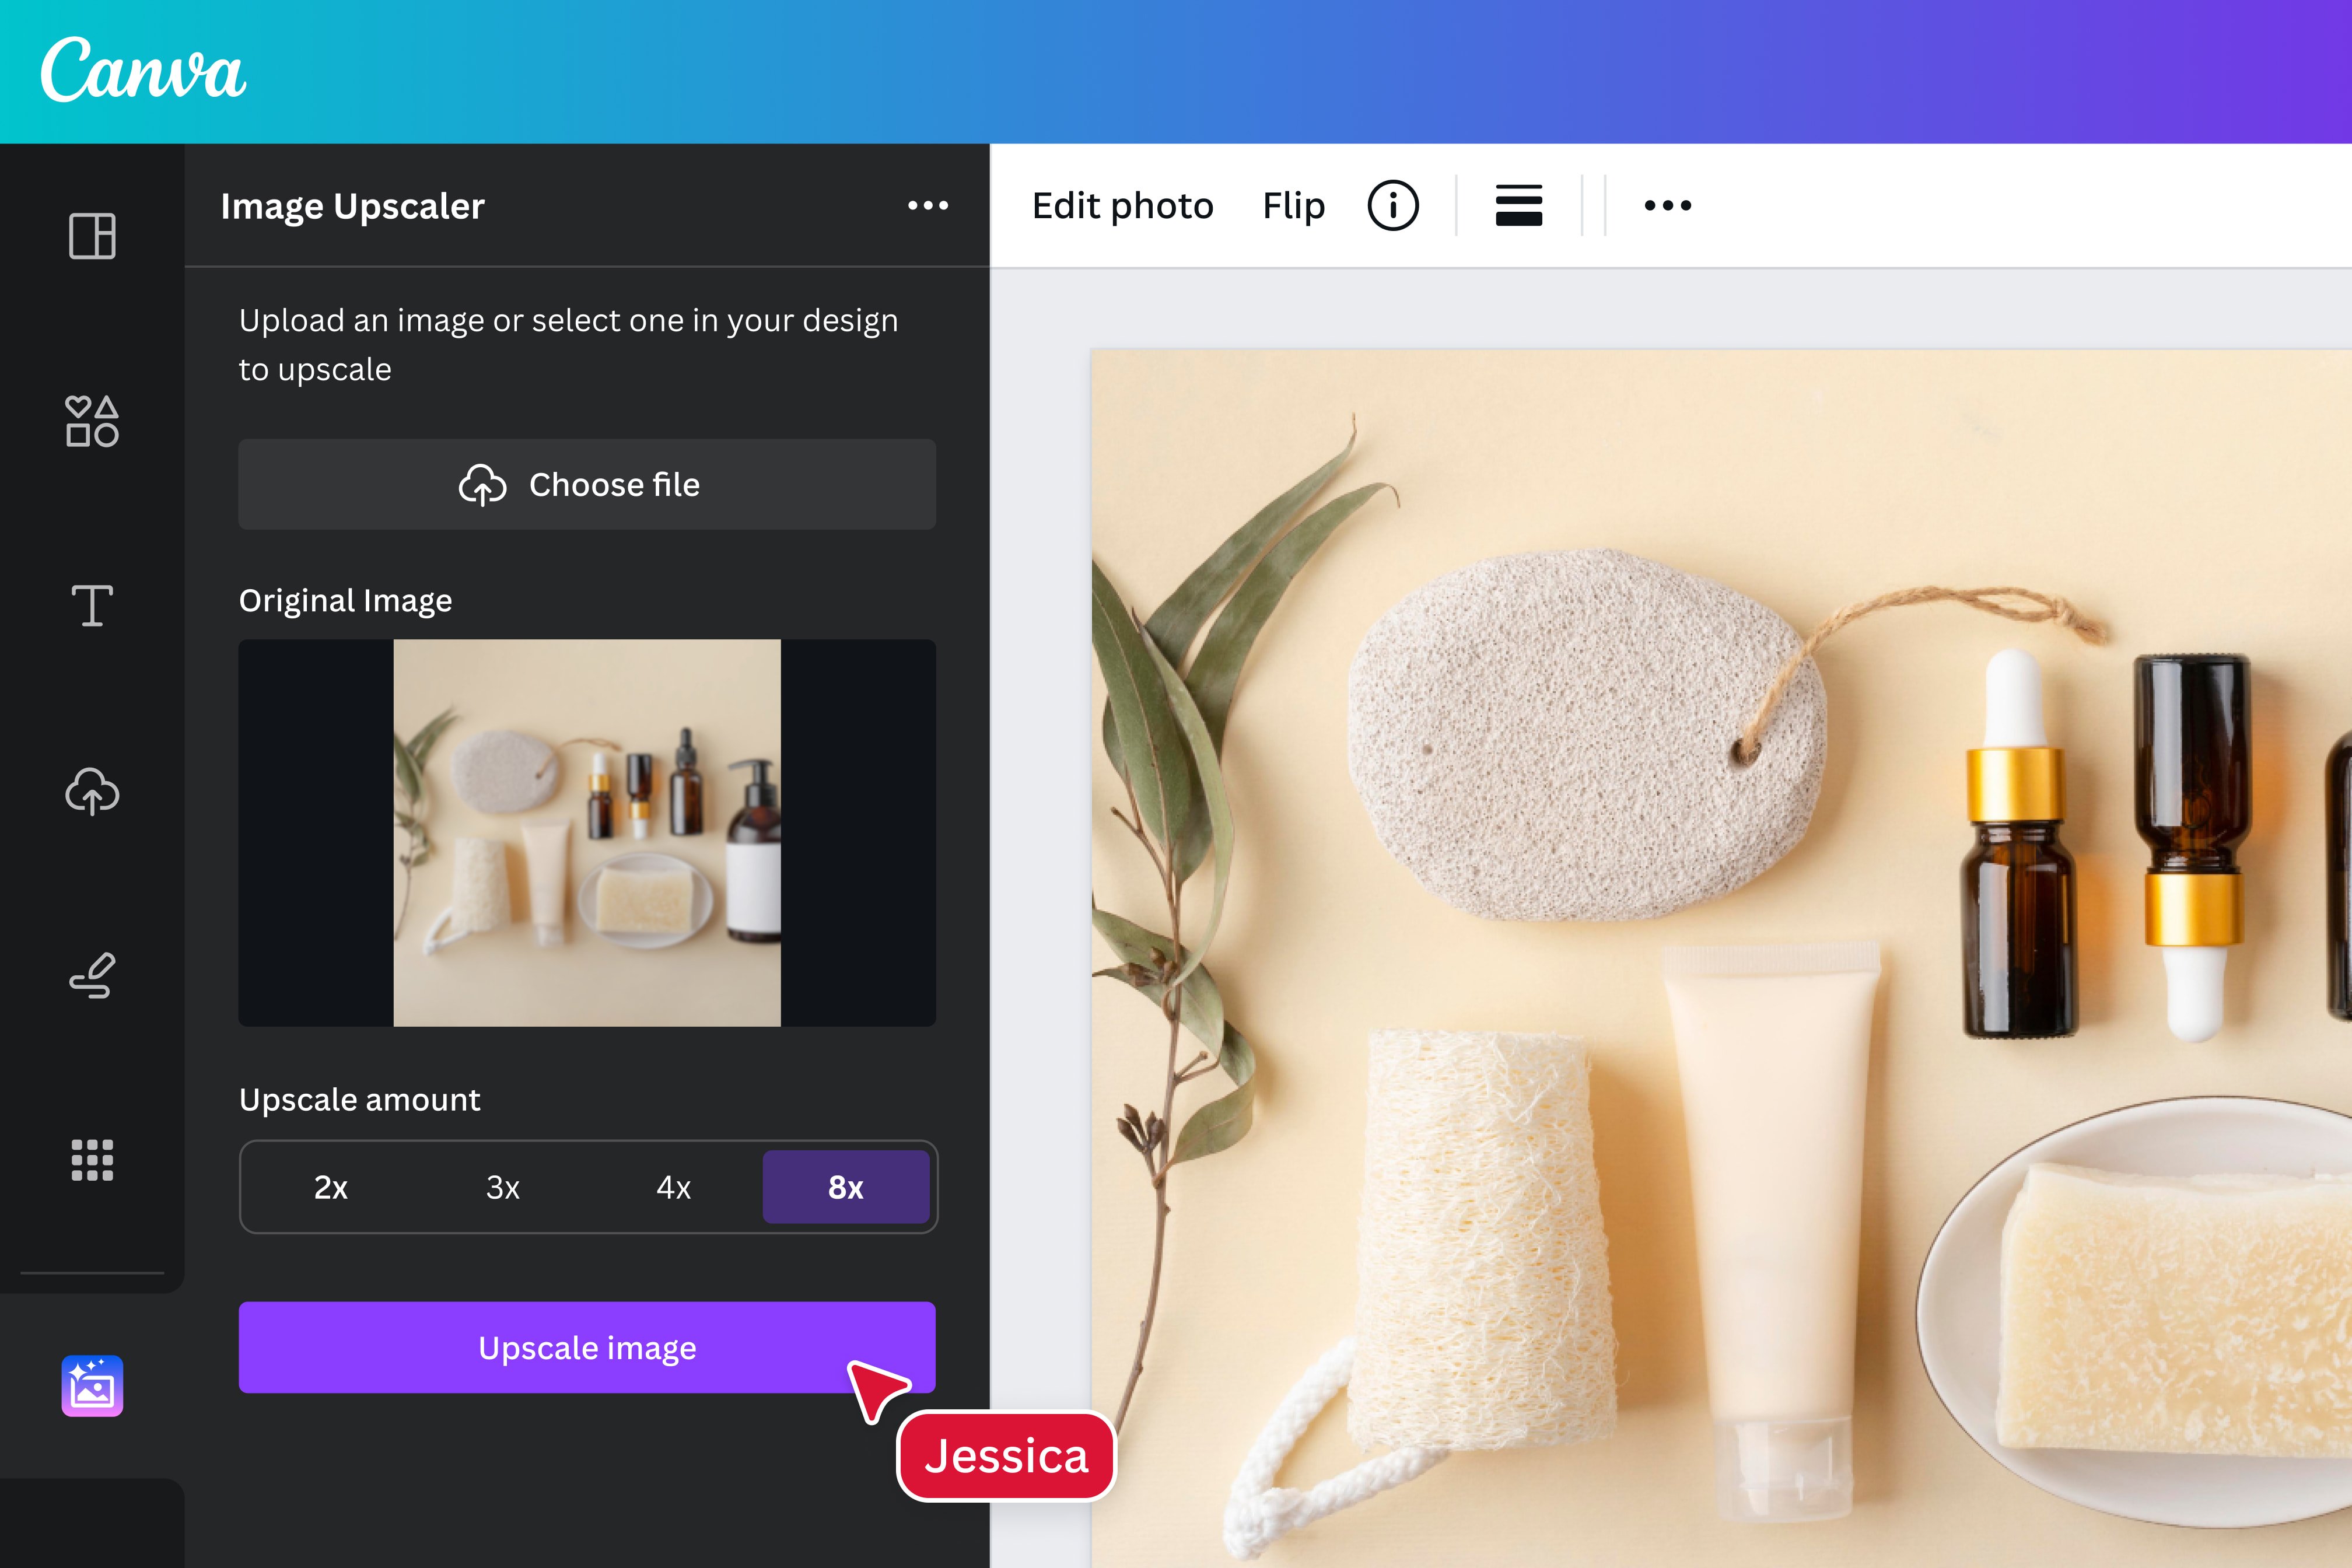 Canva
Image Upscaler
Edit photo
Flip
Upload an image or select one in your design
to upscale
Choose file
Original Image
Upscale amount
2x
3x
4x
8x
Upscale image
Jessica